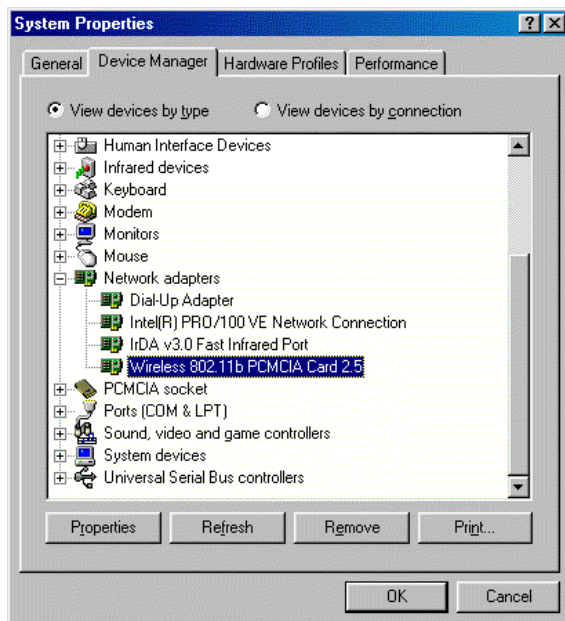 System Properties
General Device Manager Hardware Profiles Performance
View devices by type View devices by connection
Human Interface Devices
Infrared devices
Keyboard
Modem
Monitors
Mouse
Network adapters
Dial-Up Adapter
Intel(R) PRO/100 VE Network Connection
IrDA v3.0 Fast Infrared Port
Wireless 802.11b PCMCIA Card 2.5
PCMCIA socket
Ports (COM & LPT)
Sound, video and game controllers
System devices
Universal Serial Bus controllers
Properties Refresh Remove Print...
OK Cancel